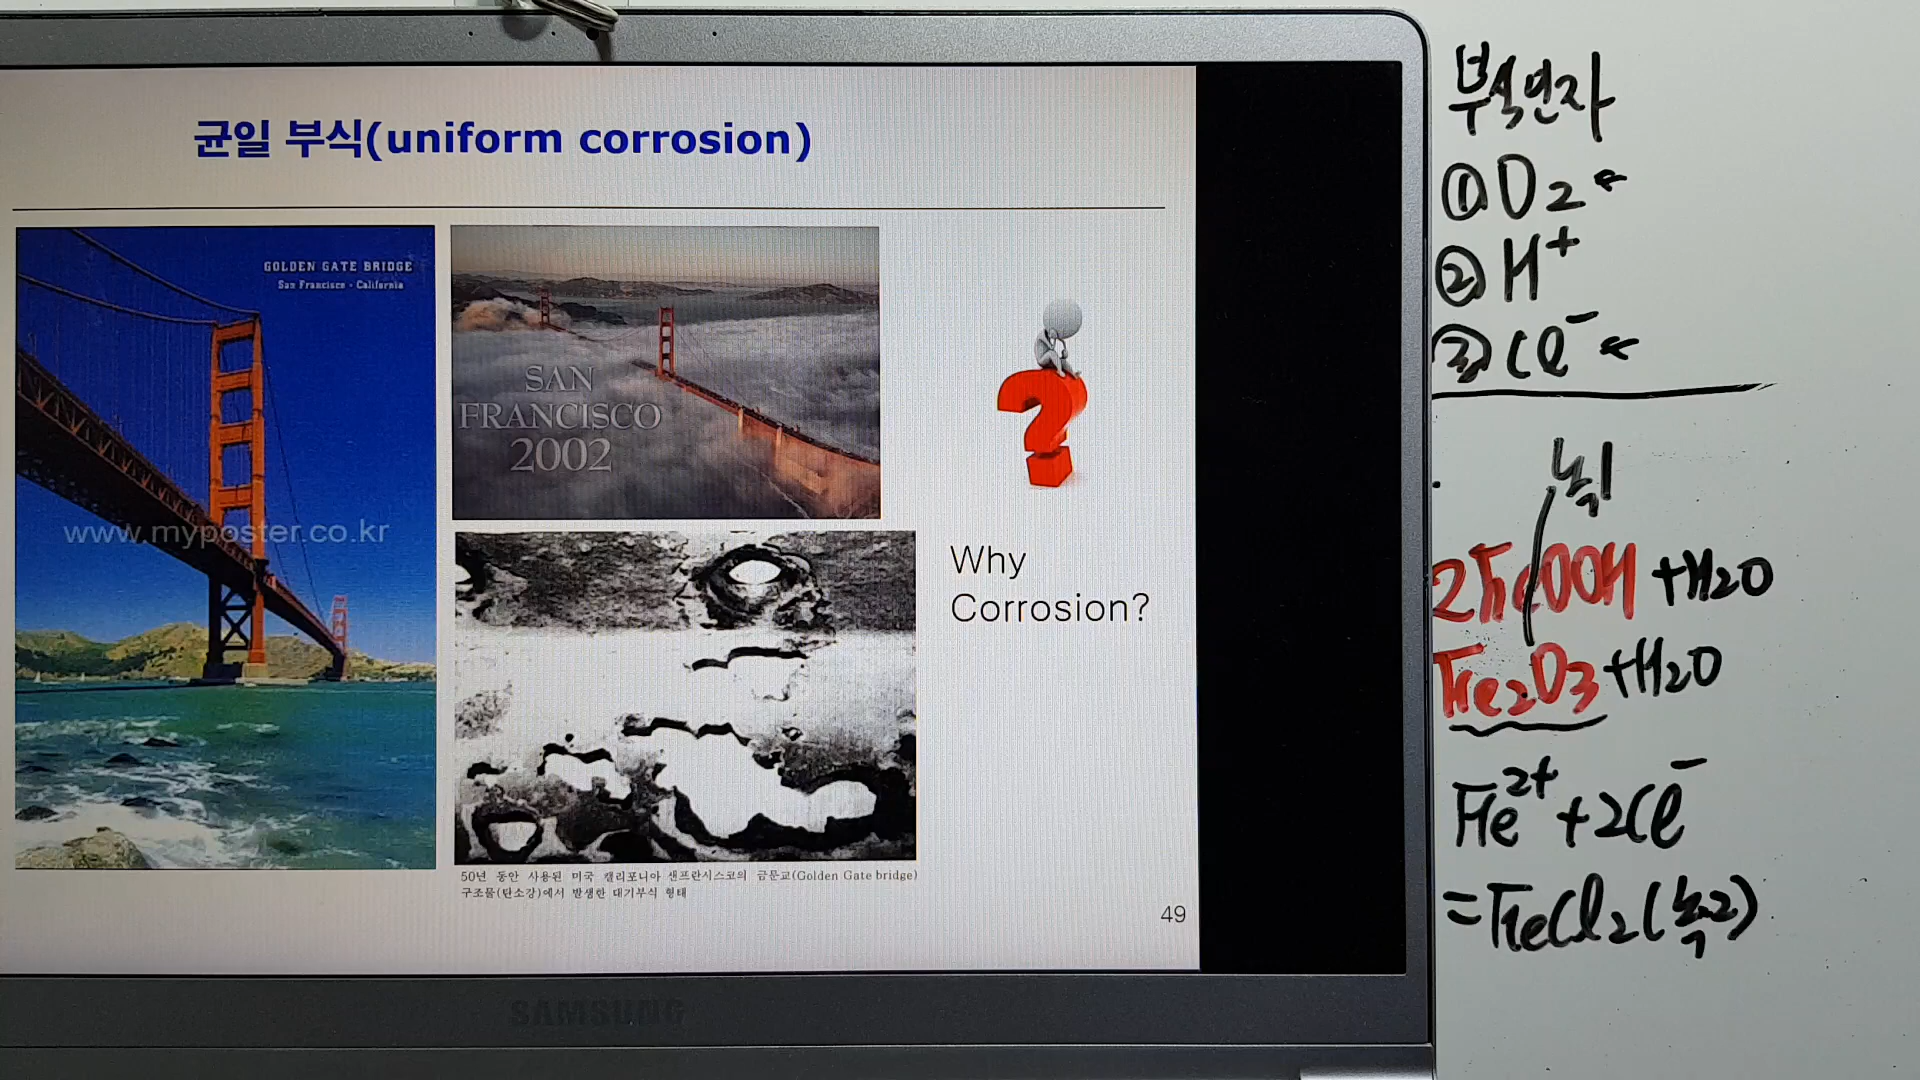 균일 부식(uniform corrosion)
GOLDEN GATE BRIDGE
San Francisco - California
www.myposter.co.kr
SAN
FRANCISCO
2002
Why
Corrosion?
50년 동안 사용된 미국 캘리포니아 샌프란시스코의 금문교(Golden Gate bridge)
구조물(탄소강)에서 발생한 대기부식 형태
49
SAMSUNG
부식인자
① O2 ←
② H+
③ Cl- ←
녹1
2FeOOH + H2O
Fe2O3 + H2O
Fe2+ + 2Cl-
= FeCl2 (녹2)